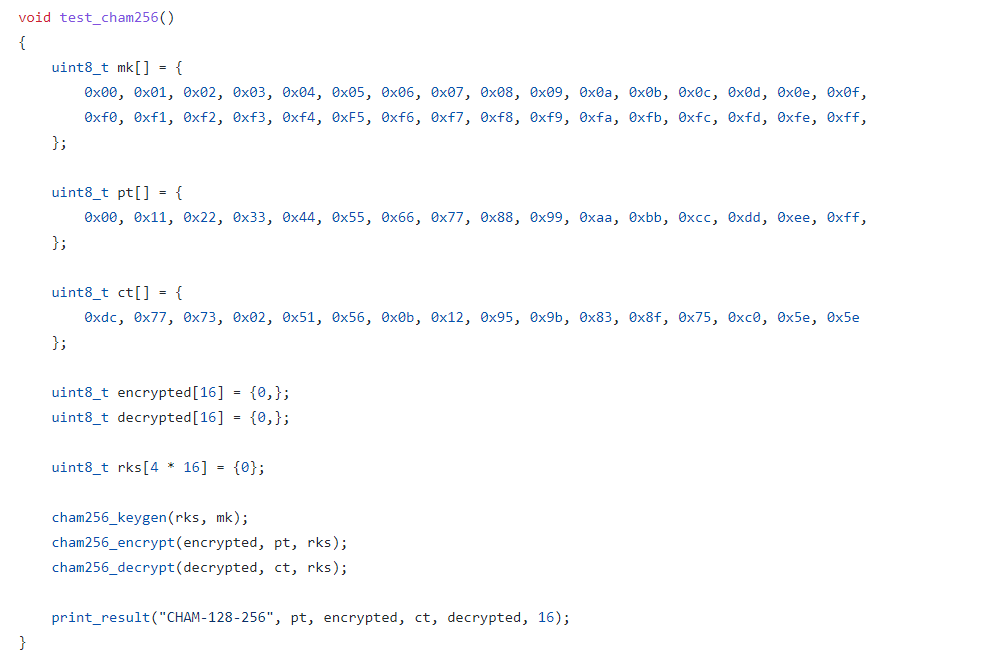 void test_cham256()
{
    uint8_t mk[] = {
        0x00, 0x01, 0x02, 0x03, 0x04, 0x05, 0x06, 0x07, 0x08, 0x09, 0x0a, 0x0b, 0x0c, 0x0d, 0x0e, 0x0f,
        0xf0, 0xf1, 0xf2, 0xf3, 0xf4, 0xF5, 0xf6, 0xf7, 0xf8, 0xf9, 0xfa, 0xfb, 0xfc, 0xfd, 0xfe, 0xff,
    };

    uint8_t pt[] = {
        0x00, 0x11, 0x22, 0x33, 0x44, 0x55, 0x66, 0x77, 0x88, 0x99, 0xaa, 0xbb, 0xcc, 0xdd, 0xee, 0xff,
    };

    uint8_t ct[] = {
        0xdc, 0x77, 0x73, 0x02, 0x51, 0x56, 0x0b, 0x12, 0x95, 0x9b, 0x83, 0x8f, 0x75, 0xc0, 0x5e, 0x5e
    };

    uint8_t encrypted[16] = {0,};
    uint8_t decrypted[16] = {0,};

    uint8_t rks[4 * 16] = {0};

    cham256_keygen(rks, mk);
    cham256_encrypt(encrypted, pt, rks);
    cham256_decrypt(decrypted, ct, rks);

    print_result("CHAM-128-256", pt, encrypted, ct, decrypted, 16);
}